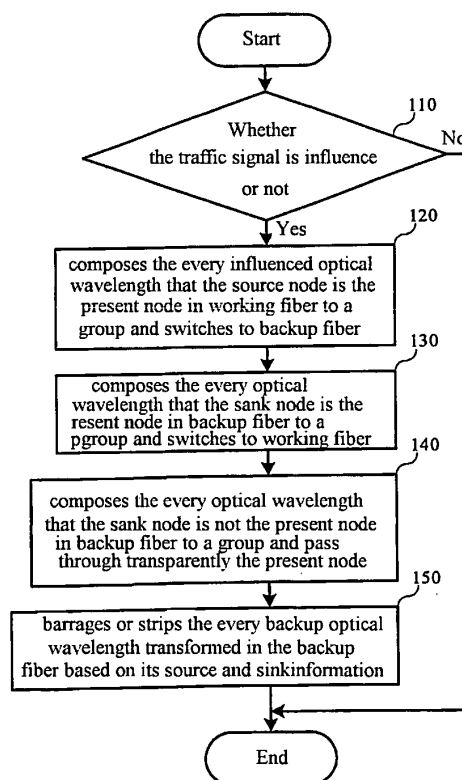 Start
110
Whether
the traffic signal is influence
or not
No
Yes
120
composes the every influenced optical
wavelength that the source node is the
present node in working fiber to a
group and switches to backup fiber
130
composes the every optical
wavelength that the sank node is the
resent node in backup fiber to a
pgroup and switches to working fiber
140
composes the every optical wavelength
that the sank node is not the present node
in backup fiber to a group and pass
through transparently the present node
150
barrages or strips the every backup optical
wavelength transformed in the backup
fiber based on its source and sinkinformation
End